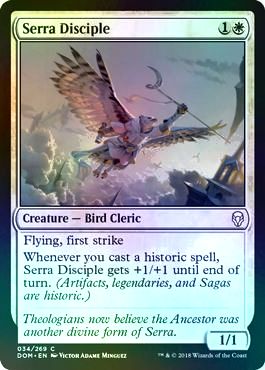 Serra Disciple 1
Creature — Bird Cleric
Flying, first strike
Whenever you cast a historic spell,
Serra Disciple gets +1/+1 until end of
turn. (Artifacts, legendaries, and Sagas
are historic.)
Theologians now believe the Ancestor was
another divine form of Serra.
1/1
034/269 C
DOM • EN VICTOR ADAME MINGUEZ
™ & © 2018 Wizards of the Coast